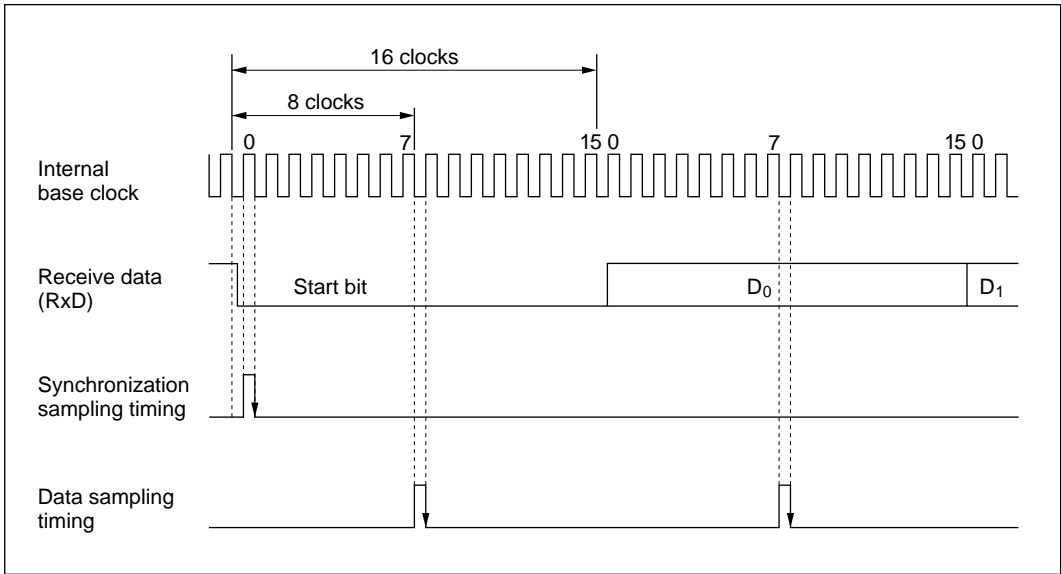 16 clocks
8 clocks
0 7 15 0 7 15 0
Internal
base clock
Receive data
(RxD)
Start bit D0 D1
Synchronization
sampling timing
Data sampling
timing